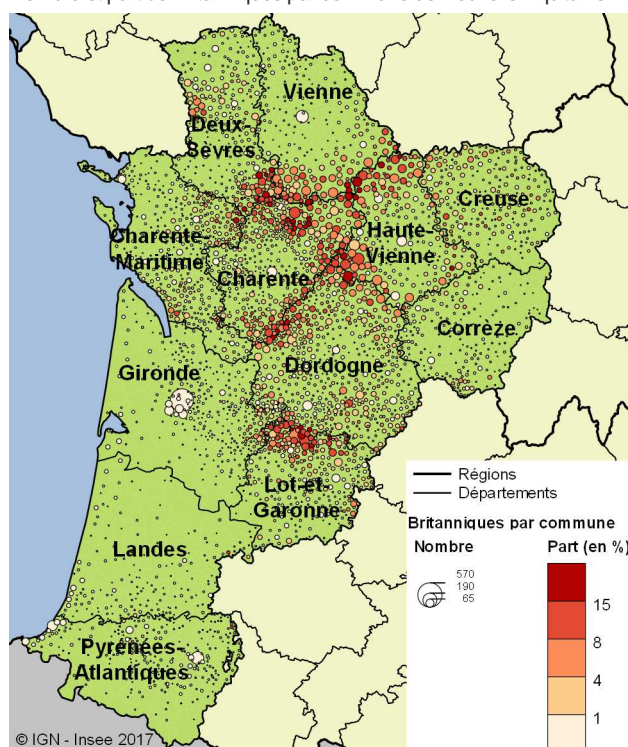 Vienne
Deux-
Sèvres
Creuse
Haute-
Vienne
Charente-
Maritime
Charente
Corrèze
Dordogne
Gironde
Lot-et-
Garonne
Landes
Pyrénées-
Atlantiques
Régions
Départements
Britanniques par commune
Nombre
Part (en %)
570
190
65
15
8
4
1
© IGN - Insee 2017